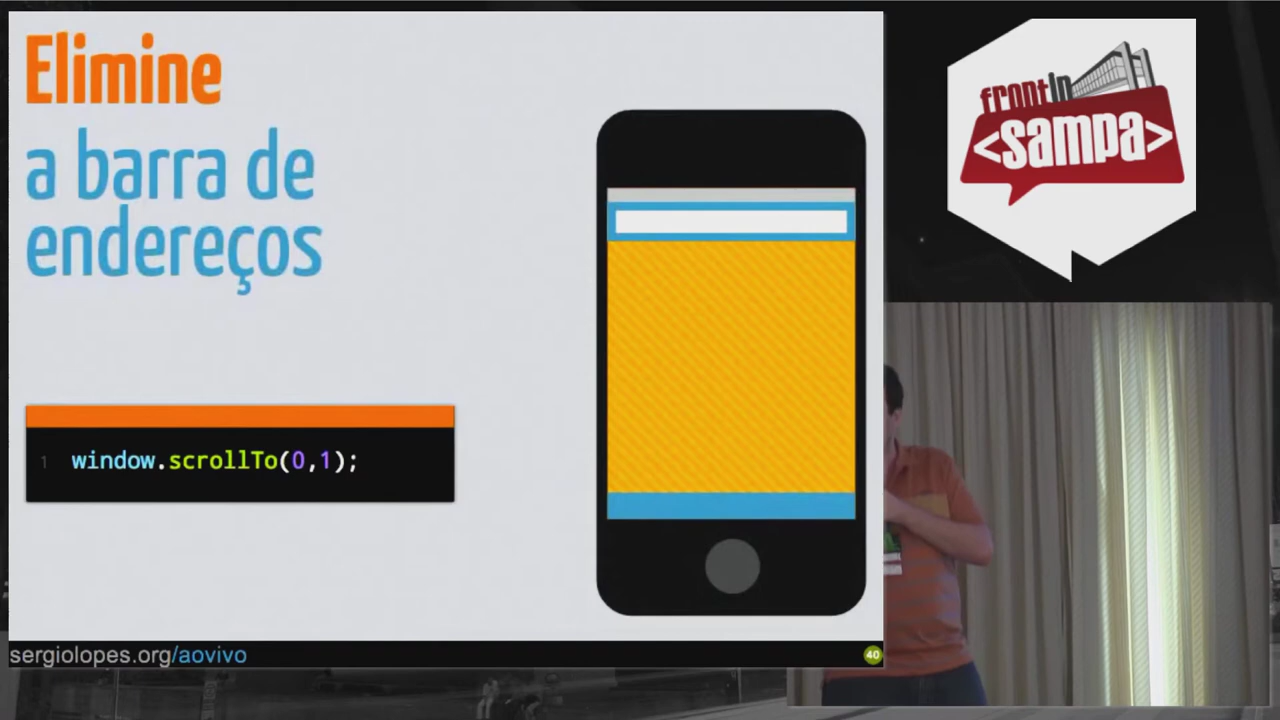 Elimine
a barra de
endereços
1 window.scrollTo(0,1);
sergiolopes.org/aovivo
40
frontIn
<sampa>